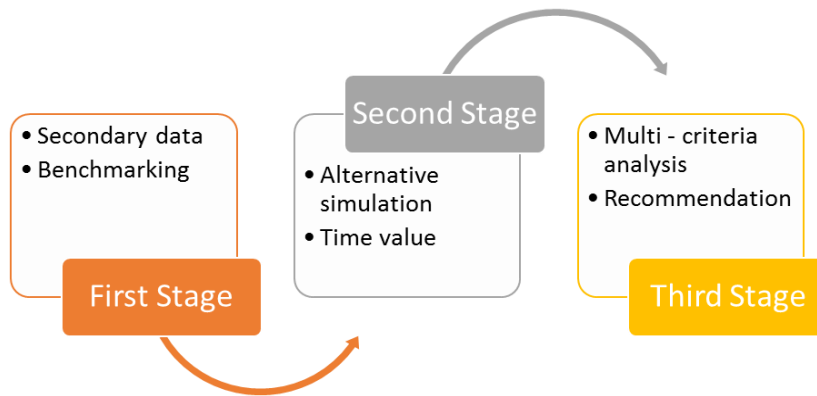 • Secondary data
• Benchmarking
First Stage
Second Stage
• Alternative
simulation
• Time value
• Multi - criteria
analysis
• Recommendation
Third Stage